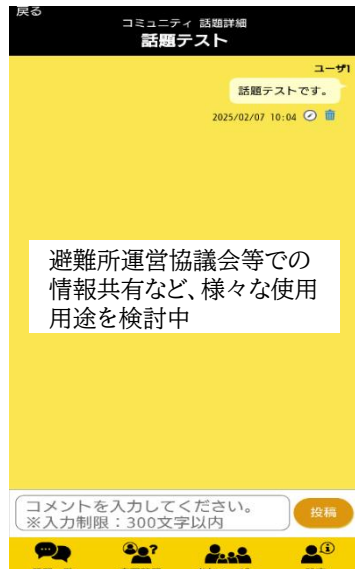 戻る
コミュニティ 話題詳細
話題テスト
ユーザ1
話題テストです。
2025/02/07 10:04
避難所運営協議会等での
情報共有など、様々な使用
用途を検討中
コメントを入力してください。
※入力制限：300文字以内
投稿